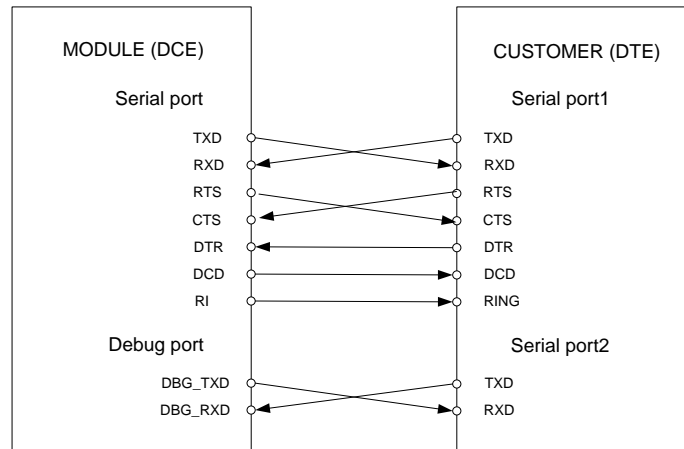 MODULE (DCE)
Serial port
TXD
RXD
RTS
CTS
DTR
DCD
RI
Debug port
DBG_TXD
DBG_RXD
CUSTOMER (DTE)
Serial port1
TXD
RXD
RTS
CTS
DTR
DCD
RING
Serial port2
TXD
RXD